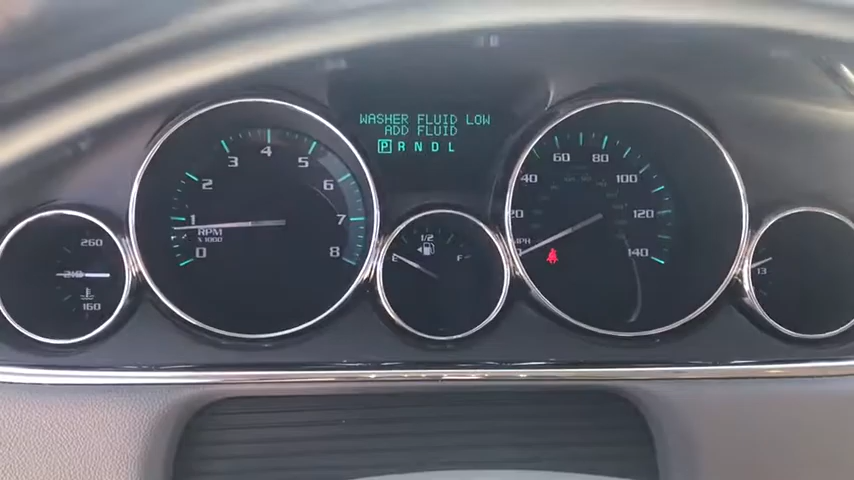 WASHER FLUID LOW
ADD FLUID
P R N D L
0 1 2 3 4 5 6 7 8
RPM
X 1000
260
210
160
E 1/2 F
20 40 60 80 100 120 140
MPH
13